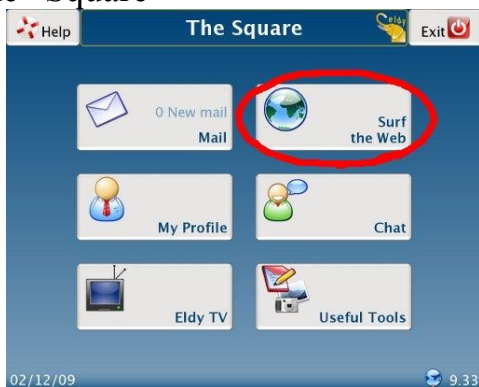 Square
Help
The Square
Eldy
Exit
0 New mail
Mail
Surf
the Web
My Profile
Chat
Eldy TV
Useful Tools
02/12/09
9.33